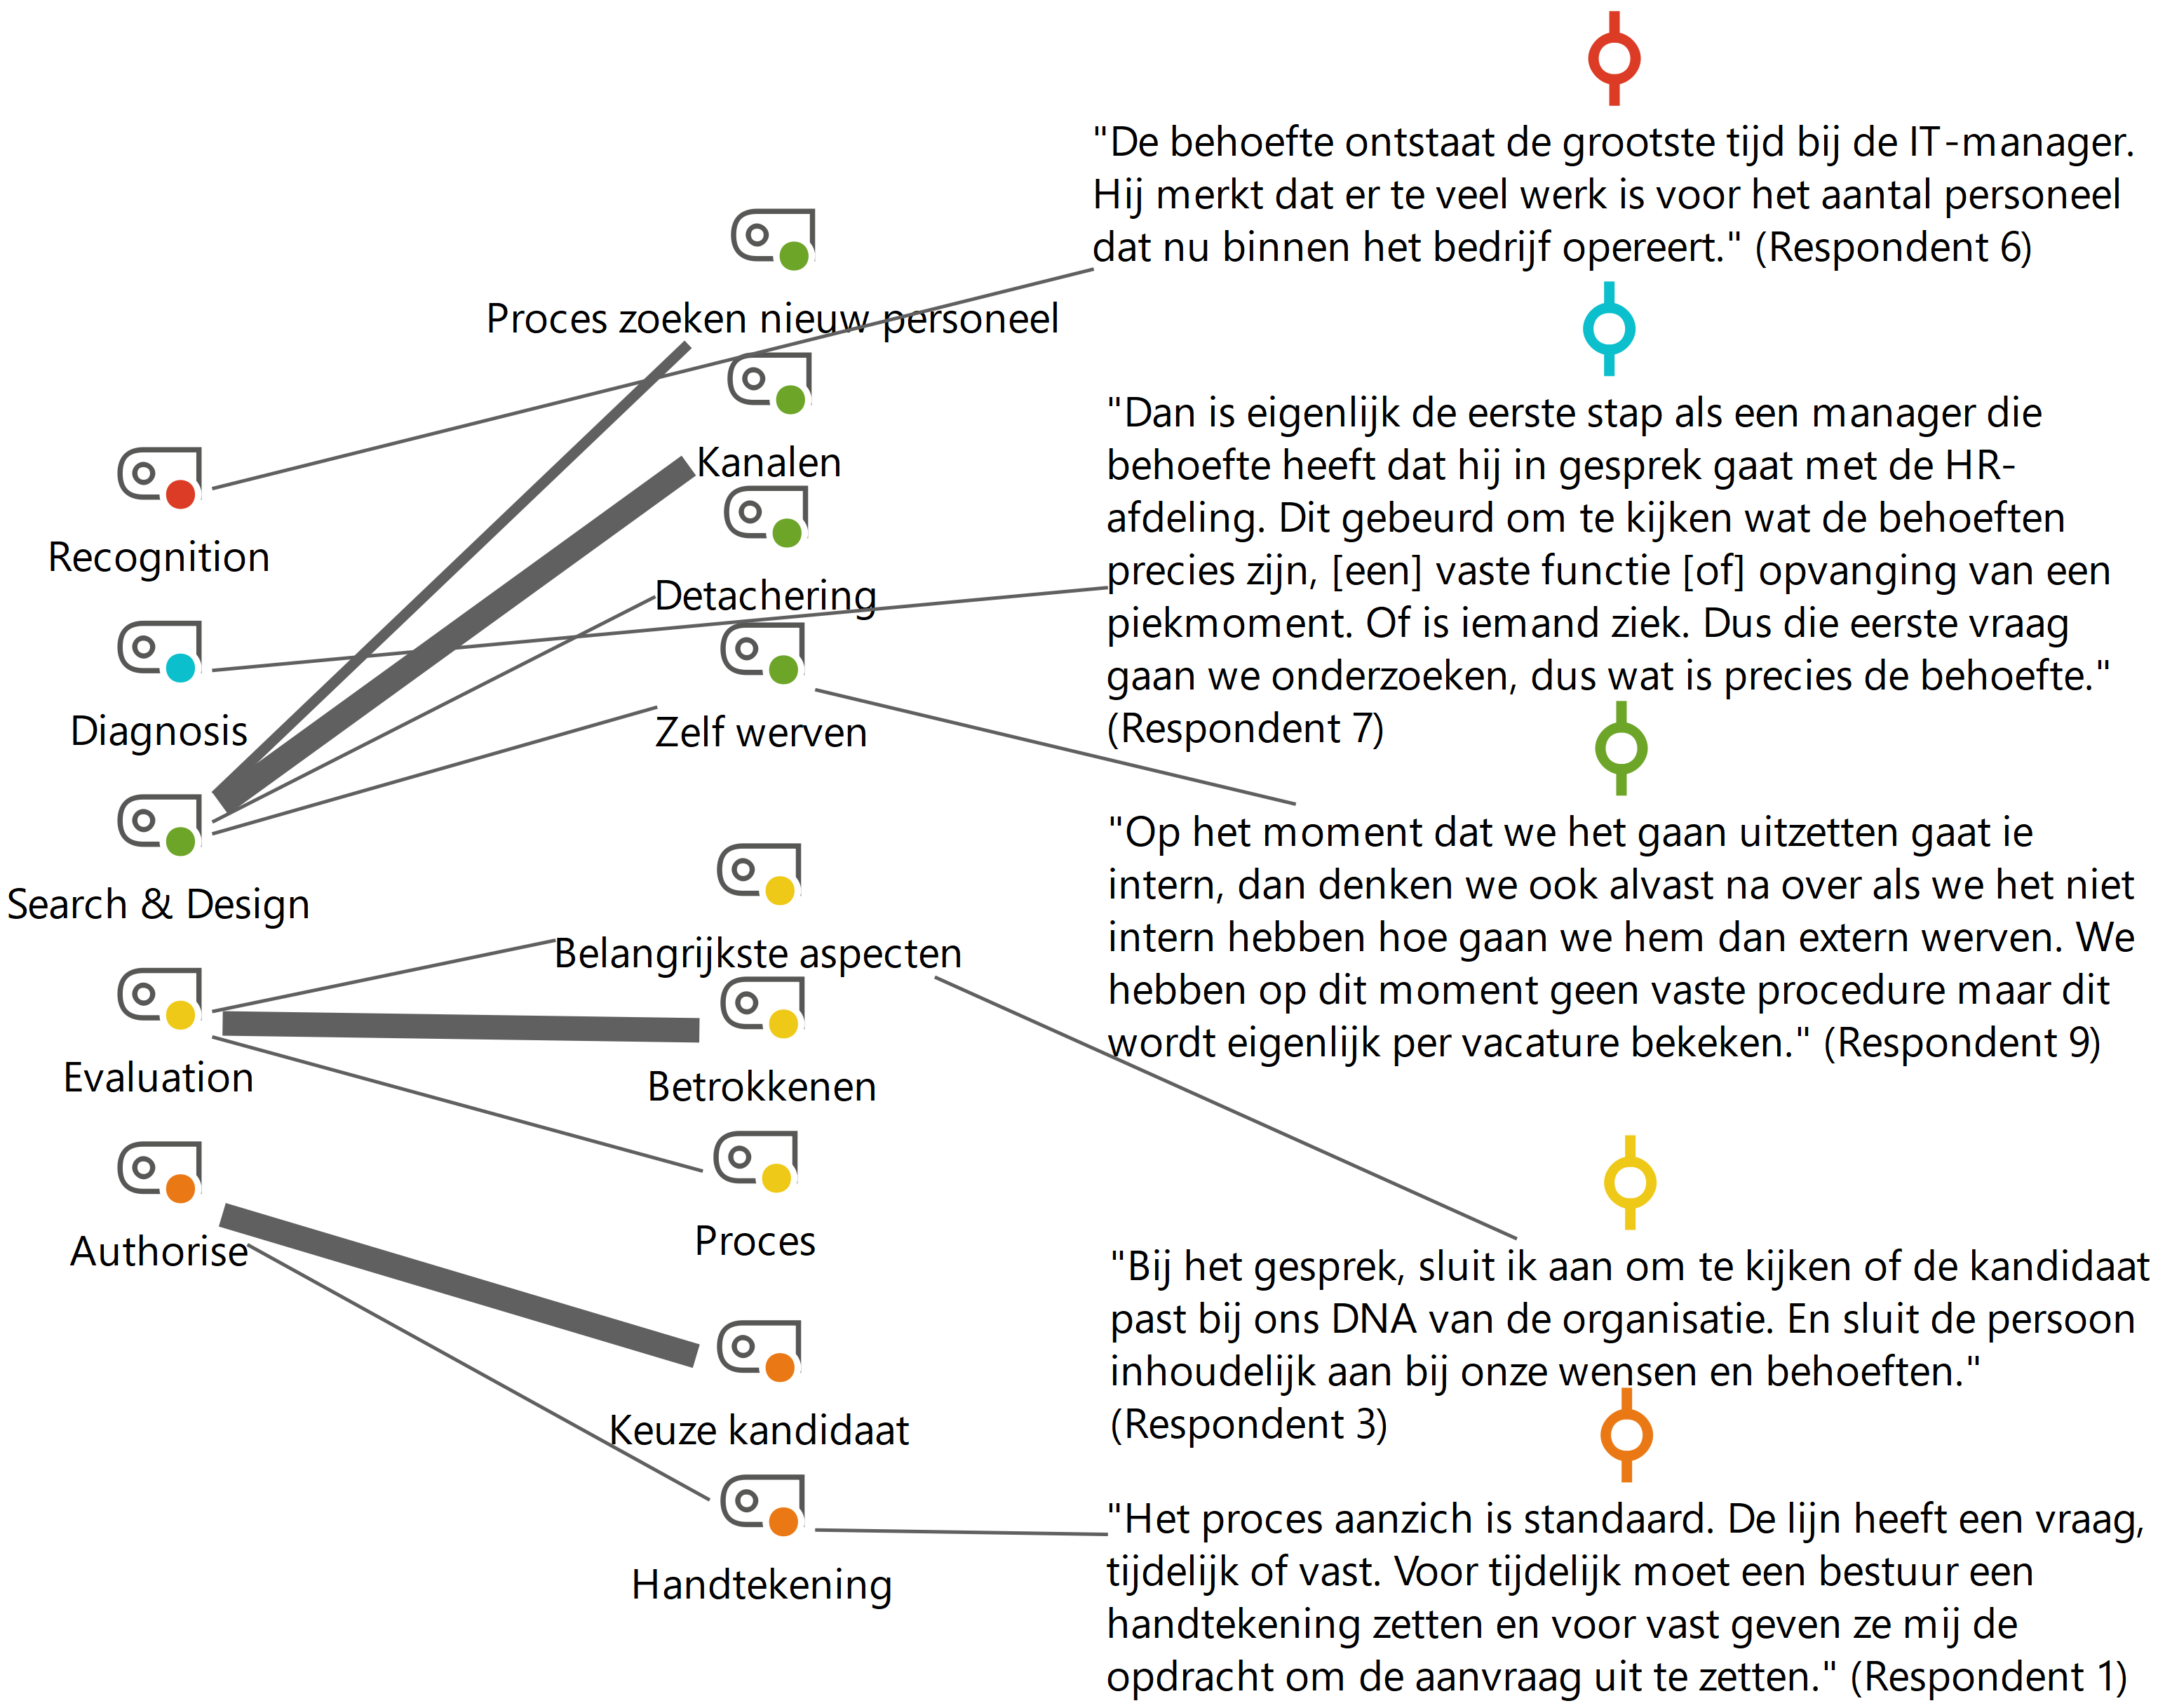 Recognition
Diagnosis
Search & Design
Evaluation
Authorise
Proces zoeken nieuw personeel
Kanalen
Detachering
Zelf werven
Belangrijkste aspecten
Betrokkenen
Proces
Keuze kandidaat
Handtekening
"De behoefte ontstaat de grootste tijd bij de IT-manager.
Hij merkt dat er te veel werk is voor het aantal personeel
dat nu binnen het bedrijf opereert." (Respondent 6)
"Dan is eigenlijk de eerste stap als een manager die
behoefte heeft dat hij in gesprek gaat met de HR-
afdeling. Dit gebeurd om te kijken wat de behoeften
precies zijn, [een] vaste functie [of] opvanging van een
piekmoment. Of is iemand ziek. Dus die eerste vraag
gaan we onderzoeken, dus wat is precies de behoefte."
(Respondent 7)
"Op het moment dat we het gaan uitzetten gaat ie
intern, dan denken we ook alvast na over als we het niet
intern hebben hoe gaan we hem dan extern werven. We
hebben op dit moment geen vaste procedure maar dit
wordt eigenlijk per vacature bekeken." (Respondent 9)
"Bij het gesprek, sluit ik aan om te kijken of de kandidaat
past bij ons DNA van de organisatie. En sluit de persoon
inhoudelijk aan bij onze wensen en behoeften."
(Respondent 3)
"Het proces aanzich is standaard. De lijn heeft een vraag,
tijdelijk of vast. Voor tijdelijk moet een bestuur een
handtekening zetten en voor vast geven ze mij de
opdracht om de aanvraag uit te zetten." (Respondent 1)